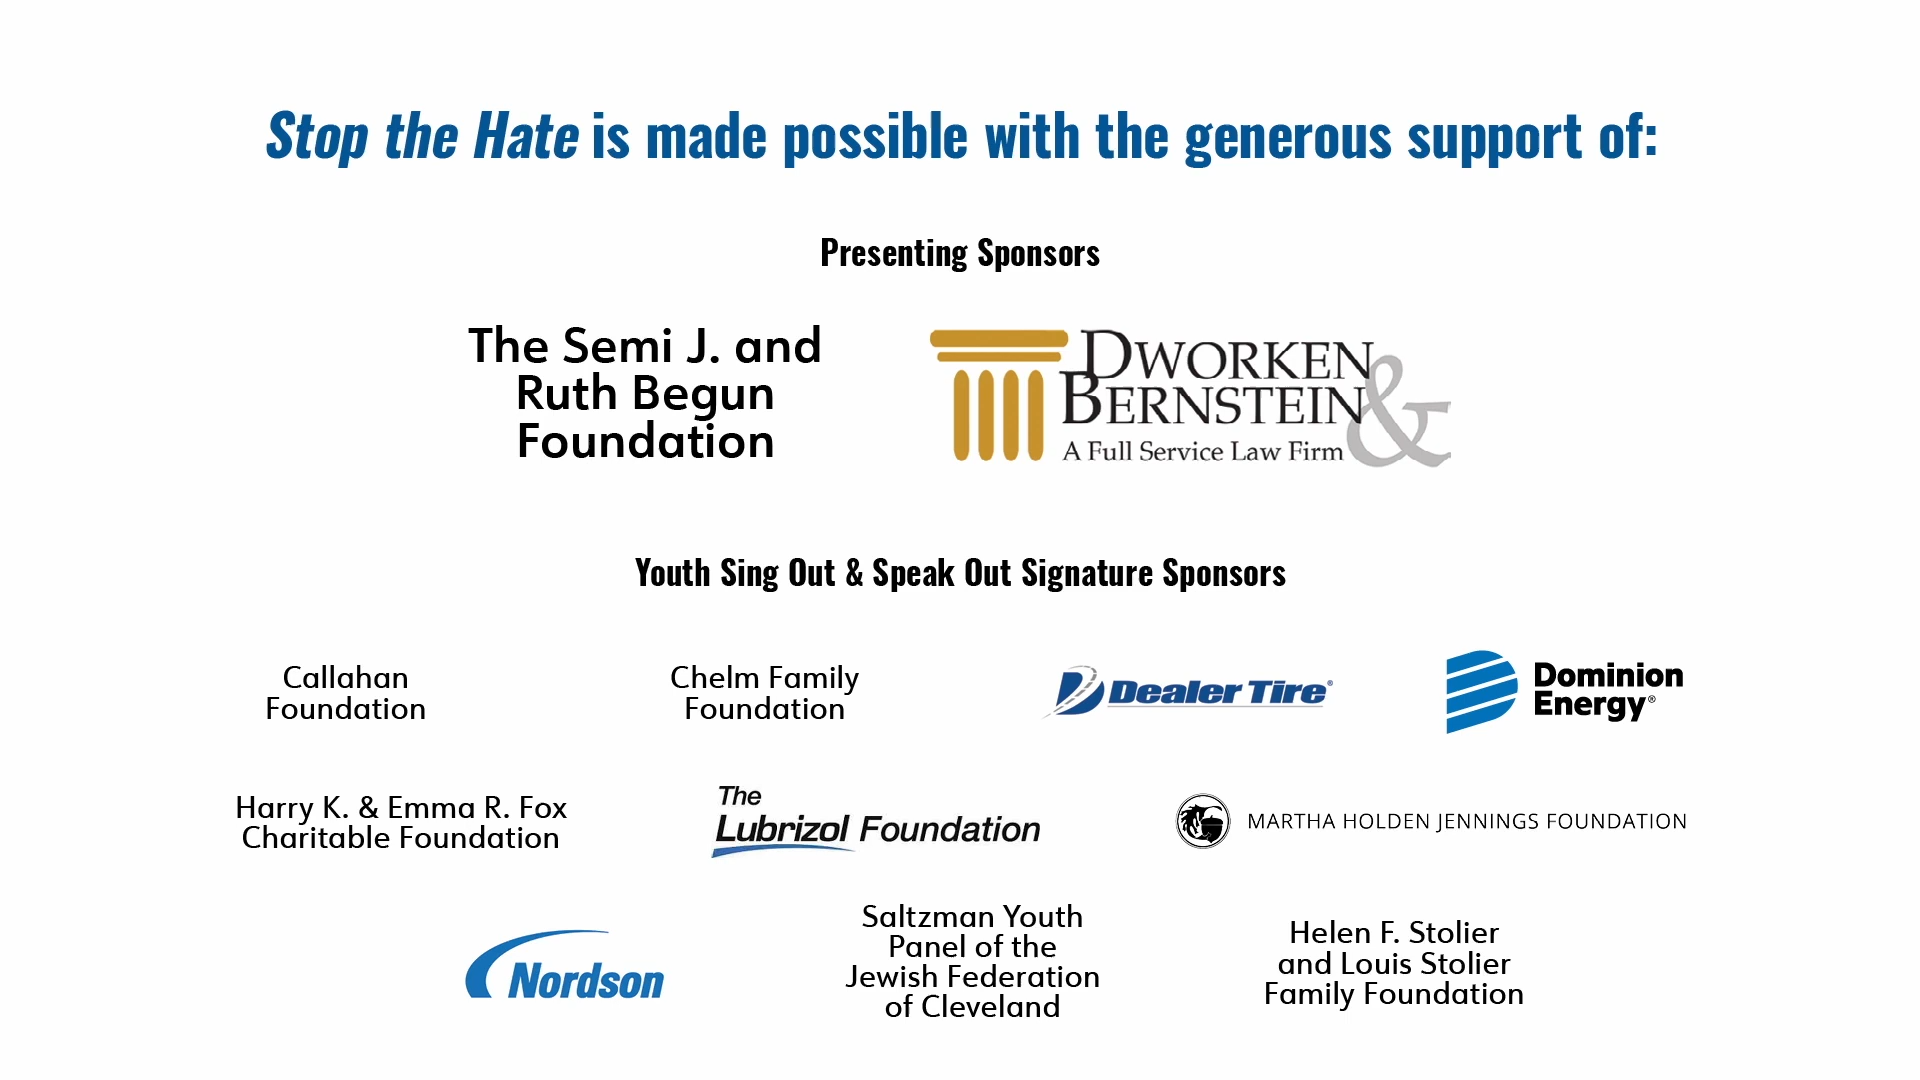 Stop the Hate is made possible with the generous support of:
Presenting Sponsors
The Semi J. and
Ruth Begun
Foundation
DWORKEN
BERNSTEIN &
A Full Service Law Firm
Youth Sing Out & Speak Out Signature Sponsors
Callahan
Foundation
Chelm Family
Foundation
Dealer Tire®
Dominion
Energy®
Harry K. & Emma R. Fox
Charitable Foundation
The
Lubrizol Foundation
MARTHA HOLDEN JENNINGS FOUNDATION
Nordson
Saltzman Youth
Panel of the
Jewish Federation
of Cleveland
Helen F. Stolier
and Louis Stolier
Family Foundation